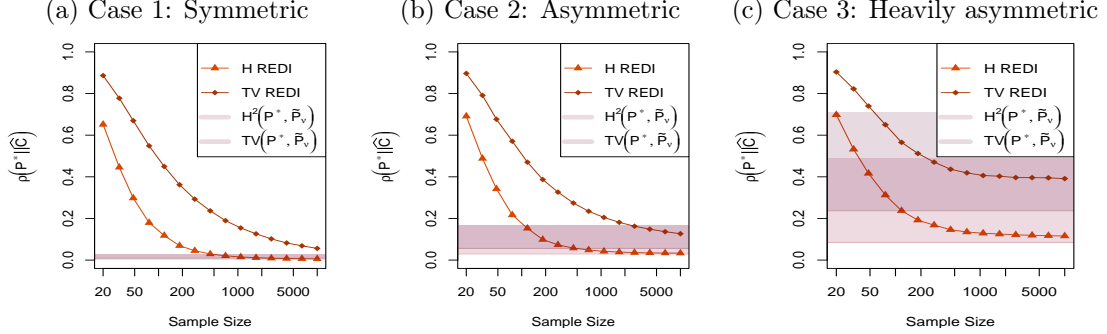 (a) Case 1: Symmetric
ρ(P*||Ĉ)
0.0 0.2 0.4 0.6 0.8 1.0
H REDI
TV REDI
H²(P*, P̃ᵥ)
TV(P*, P̃ᵥ)
20 50 200 1000 5000
Sample Size
(b) Case 2: Asymmetric
ρ(P*||Ĉ)
0.0 0.2 0.4 0.6 0.8 1.0
H REDI
TV REDI
H²(P*, P̃ᵥ)
TV(P*, P̃ᵥ)
20 50 200 1000 5000
Sample Size
(c) Case 3: Heavily asymmetric
ρ(P*||Ĉ)
0.0 0.2 0.4 0.6 0.8 1.0
H REDI
TV REDI
H²(P*, P̃ᵥ)
TV(P*, P̃ᵥ)
20 50 200 1000 5000
Sample Size